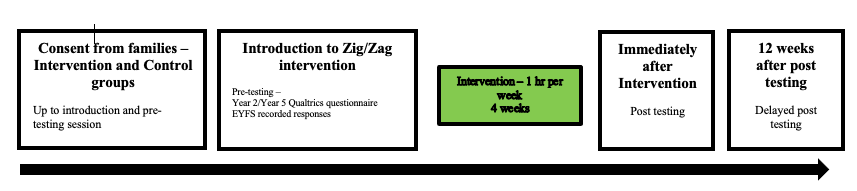 Consent from families –
Intervention and Control
groups
Up to introduction and pre-
testing session
Introduction to Zig/Zag
intervention
Pre-testing –
Year 2/Year 5 Qualtrics questionnaire
EYFS recorded responses
Intervention – 1 hr per
week
4 weeks
Immediately
after
Intervention
Post testing
12 weeks
after post
testing
Delayed post
testing